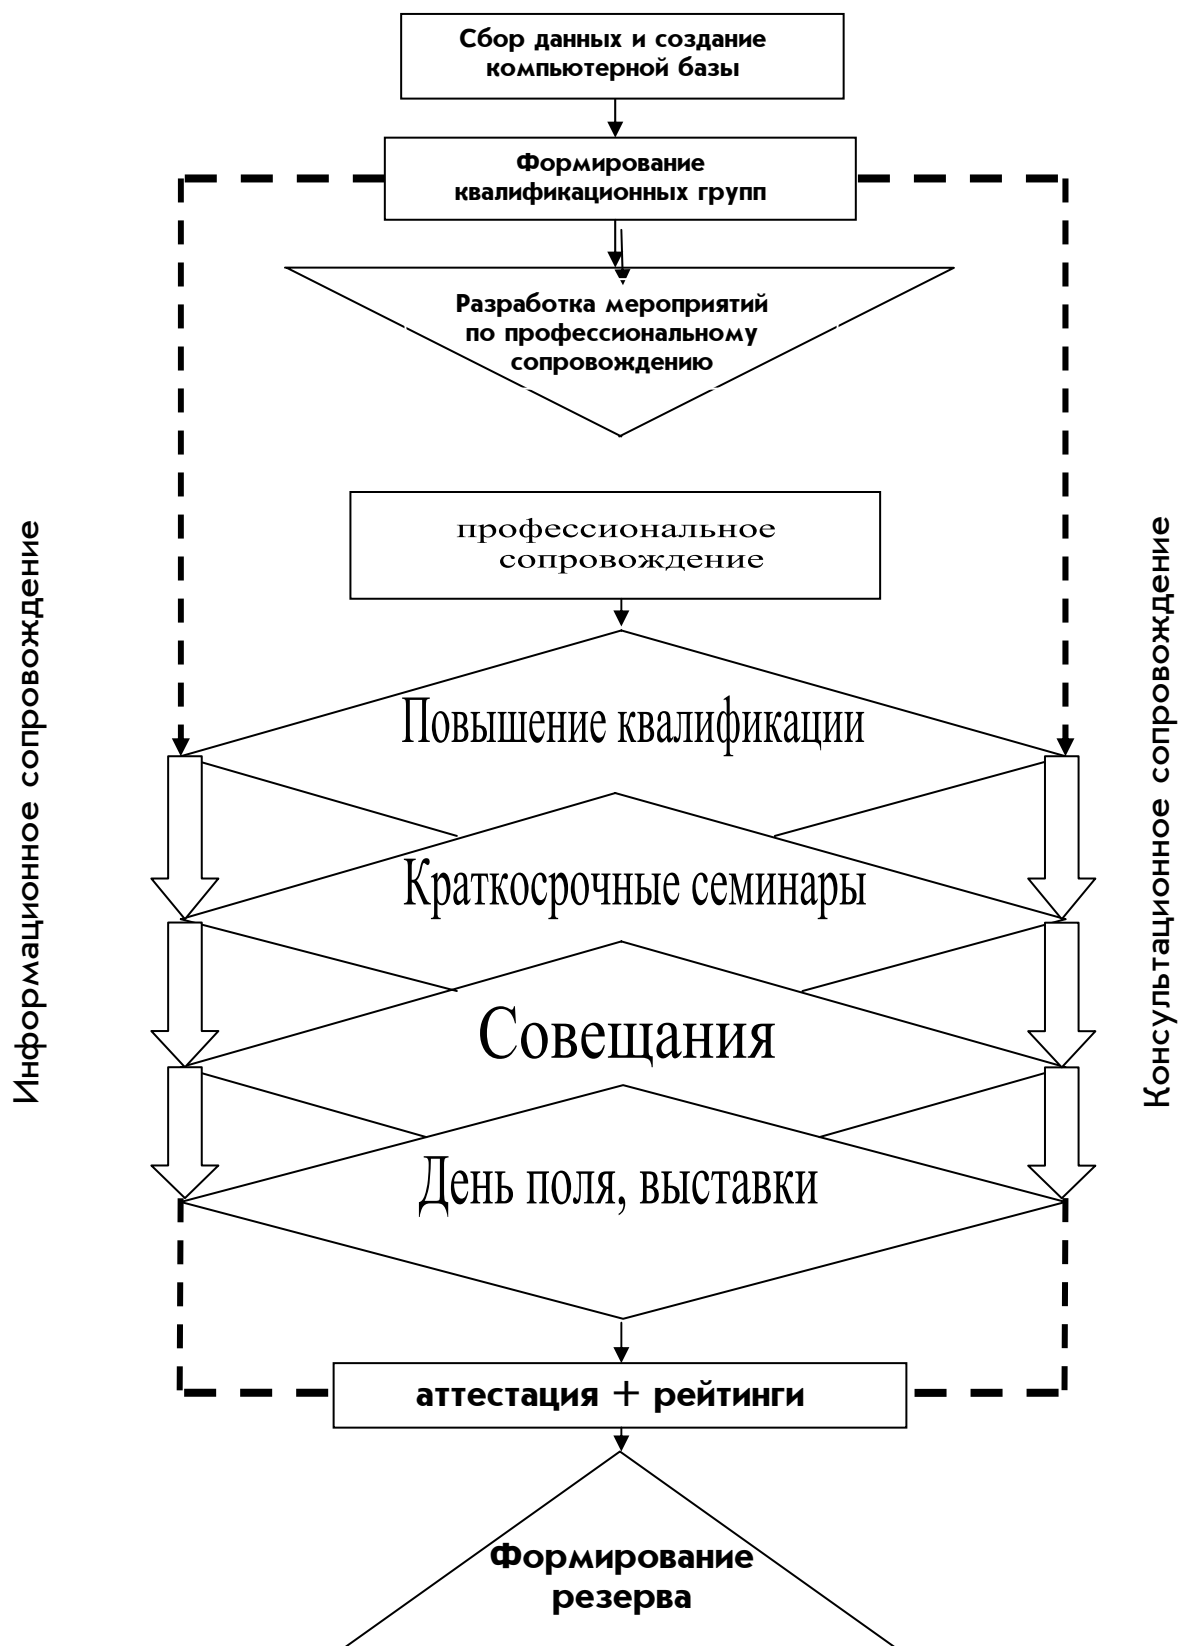 Сбор данных и создание
компьютерной базы
Формирование
квалификационных групп
Разработка мероприятий
по профессиональному
сопровождению
Информационное сопровождение
Консультационное сопровождение
профессиональное
сопровождение
Повышение квалификации
Краткосрочные семинары
Совещания
День поля, выставки
аттестация + рейтинги
Формирование
резерва